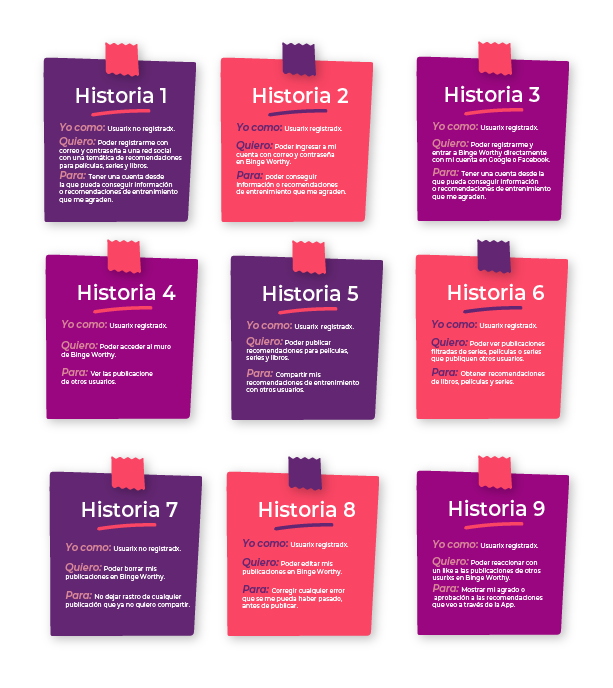 Historia 1
Yo como: Usuarix no registradx.
Quiero: Poder registrarme con
correo y contraseña a una red social
con una temática de recomendaciones
para películas, series y libros.
Para: Tener una cuenta desde
la que pueda conseguir información
o recomendaciones de entrenimiento
que me agraden.
Historia 2
Yo como: Usuarix registradx.
Quiero: Poder ingresar a mi
cuenta con correo y contraseña
en Binge Worthy.
Para: poder conseguir
información o recomendaciones
de entrenimiento que me agraden.
Historia 3
Yo como: Usuarix registradx.
Quiero: Poder registrarme y
entrar a Binge Worthy directamente
con mi cuenta en Google o Facebook.
Para: Tener una cuenta desde la
que pueda conseguir información
o recomendaciones de entrenimiento
que me agraden.
Historia 4
Yo como: Usuarix registradx.
Quiero: Poder acceder al muro
de Binge Worthy.
Para: Ver las publicacione
de otros usuarios.
Historia 5
Yo como: Usuarix registradx.
Quiero: Poder publicar
recomendaciones para películas,
series y libros.
Para: Compartir mis
recomendaciones de entrenimiento
con otros usuarios.
Historia 6
Yo como: Usuarix registradx.
Quiero: Poder ver publicaciones
filtradas de series, películas o series
que publiquen otros usuarix.
Para: Obtener recomendaciones
de libros, películas y series.
Historia 7
Yo como: Usuarix no registradx.
Quiero: Poder borrar mis
publicaciones en Binge Worthy.
Para: No dejar rastro de cualquier
publicación que ya no quiero compartir.
Historia 8
Yo como: Usuarix registradx.
Quiero: Poder editar mis
publicaciones en Binge Worthy.
Para: Corregir cualquier error
que se me pueda haber pasado,
antes de publicar.
Historia 9
Yo como: Usuarix registradx.
Quiero: Poder reaccionar con
un like a las publicaciones de otros
usurixs en Binge Worthy.
Para: Mostrar mi agrado o
aprobación a las recomendaciones
que veo a través de la App.